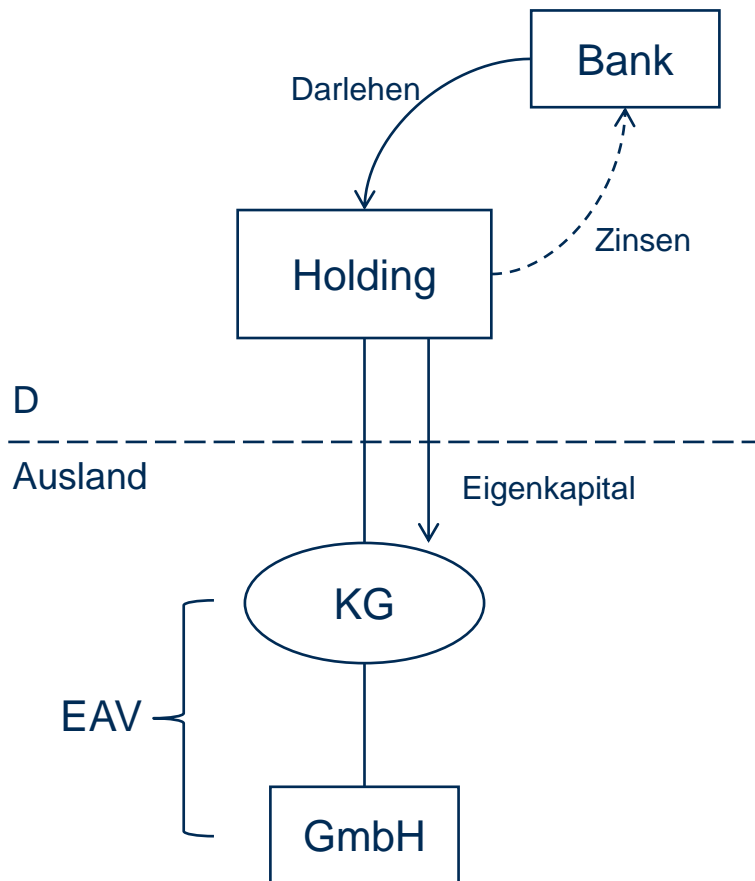 Bank
Darlehen
Zinsen
Holding
D
Ausland
Eigenkapital
KG
EAV
GmbH